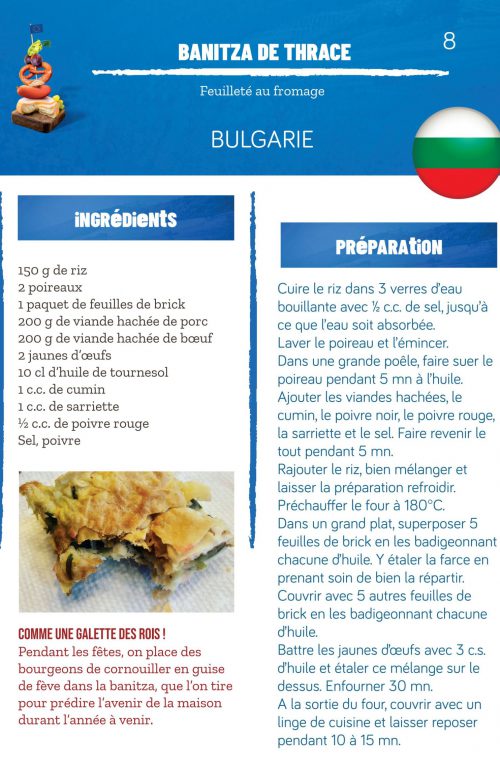 8
BANITZA DE THRACE
Feuilleté au fromage
BULGARIE
iNGRÉDiENtS
150 g de riz
2 poireaux
1 paquet de feuilles de brick
200 g de viande hachée de porc
200 g de viande hachée de bœuf
2 jaunes d’œufs
10 cl d’huile de tournesol
1 c.c. de cumin
1 c.c. de sarriette
½ c.c. de poivre rouge
Sel, poivre
COMME UNE GALETTE DES ROIS !
Pendant les fêtes, on place des
bourgeons de cornouiller en guise
de fève dans la banitza, que l’on tire
pour prédire l’avenir de la maison
durant l’année à venir.
PRÉPARAtiON
Cuire le riz dans 3 verres d’eau
bouillante avec ½ c.c. de sel, jusqu’à
ce que l’eau soit absorbée.
Laver le poireau et l’émincer.
Dans une grande poêle, faire suer le
poireau pendant 5 mn à l’huile.
Ajouter les viandes hachées, le
cumin, le poivre noir, le poivre rouge,
la sarriette et le sel. Faire revenir le
tout pendant 5 mn.
Rajouter le riz, bien mélanger et
laisser la préparation refroidir.
Préchauffer le four à 180°C.
Dans un grand plat, superposer 5
feuilles de brick en les badigeonnant
chacune d’huile. Y étaler la farce en
prenant soin de bien la répartir.
Couvrir avec 5 autres feuilles de
brick en les badigeonnant chacune
d’huile.
Battre les jaunes d’œufs avec 3 c.s.
d’huile et étaler ce mélange sur le
dessus. Enfourner 30 mn.
A la sortie du four, couvrir avec un
linge de cuisine et laisser reposer
pendant 10 à 15 mn.